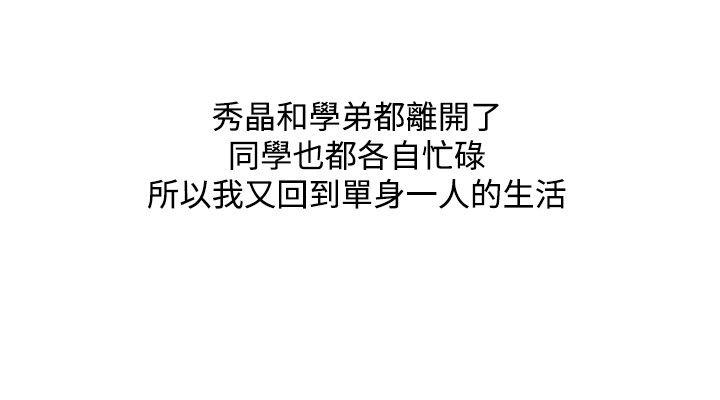 秀晶和學弟都離開了
同學也都各自忙碌
所以我又回到單身一人的生活